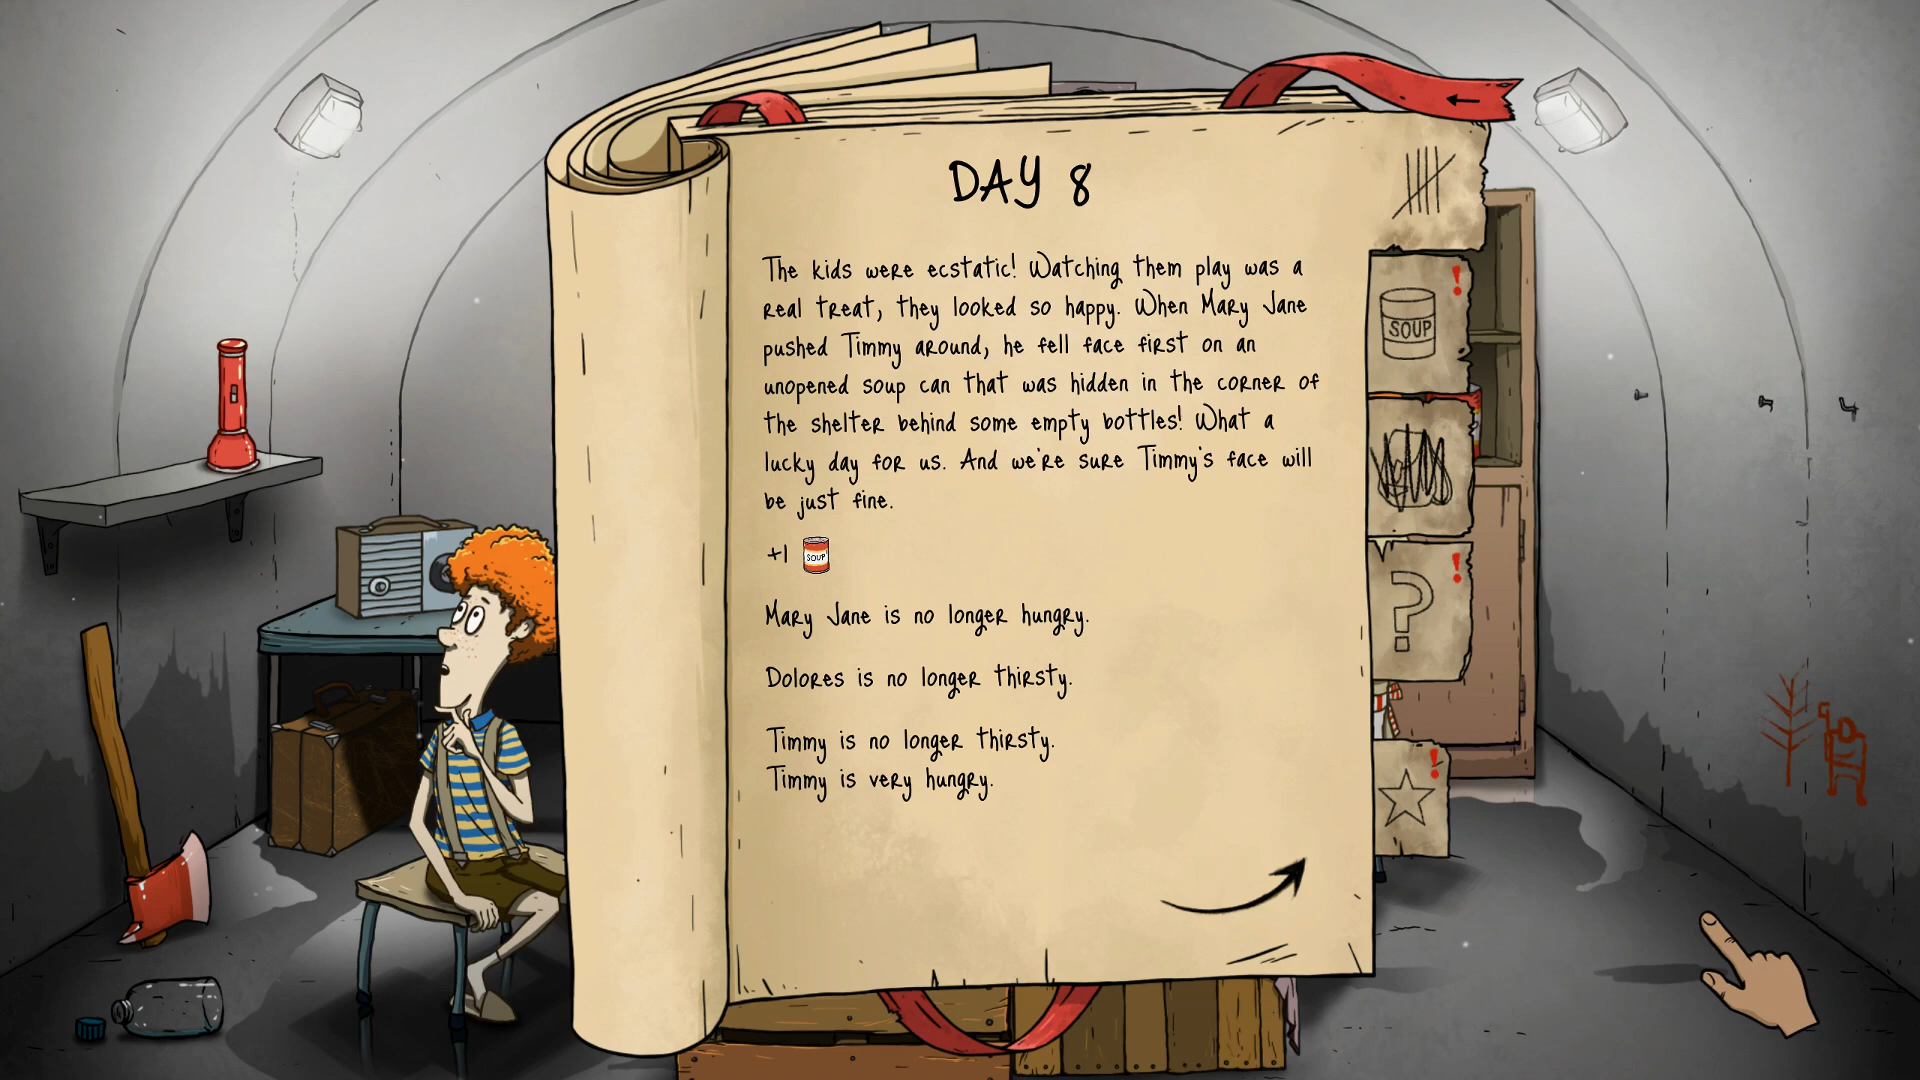 DAY 8
The kids were ecstatic! Watching them play was a
real treat, they looked so happy. When Mary Jane
pushed Timmy around, he fell face first on an
unopened soup can that was hidden in the corner of
the shelter behind some empty bottles! What a
lucky day for us. And we're sure Timmy's face will
be just fine.
+1 SOUP
Mary Jane is no longer hungry.
Dolores is no longer thirsty.
Timmy is no longer thirsty.
Timmy is very hungry.
!
SOUP
!
?
!